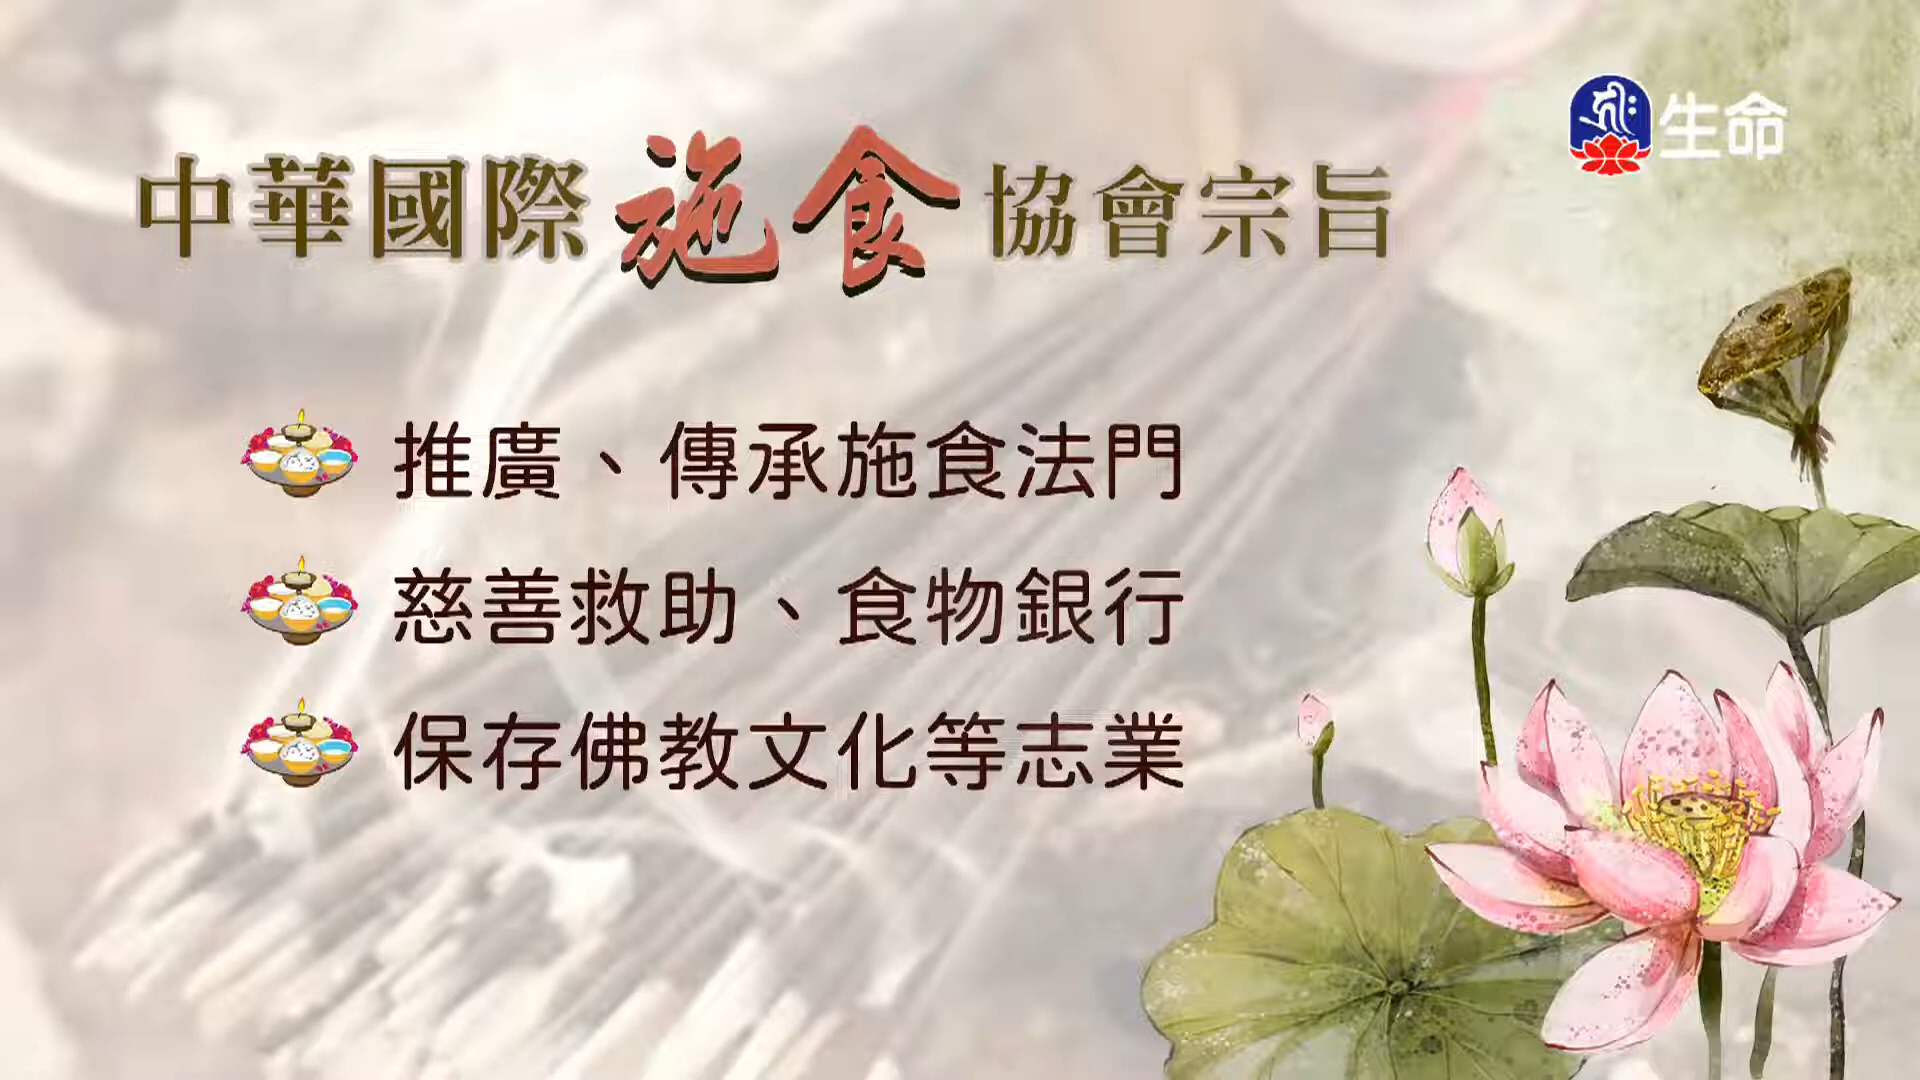 生命
中華國際施食協會宗旨
推廣、傳承施食法門
慈善救助、食物銀行
保存佛教文化等志業